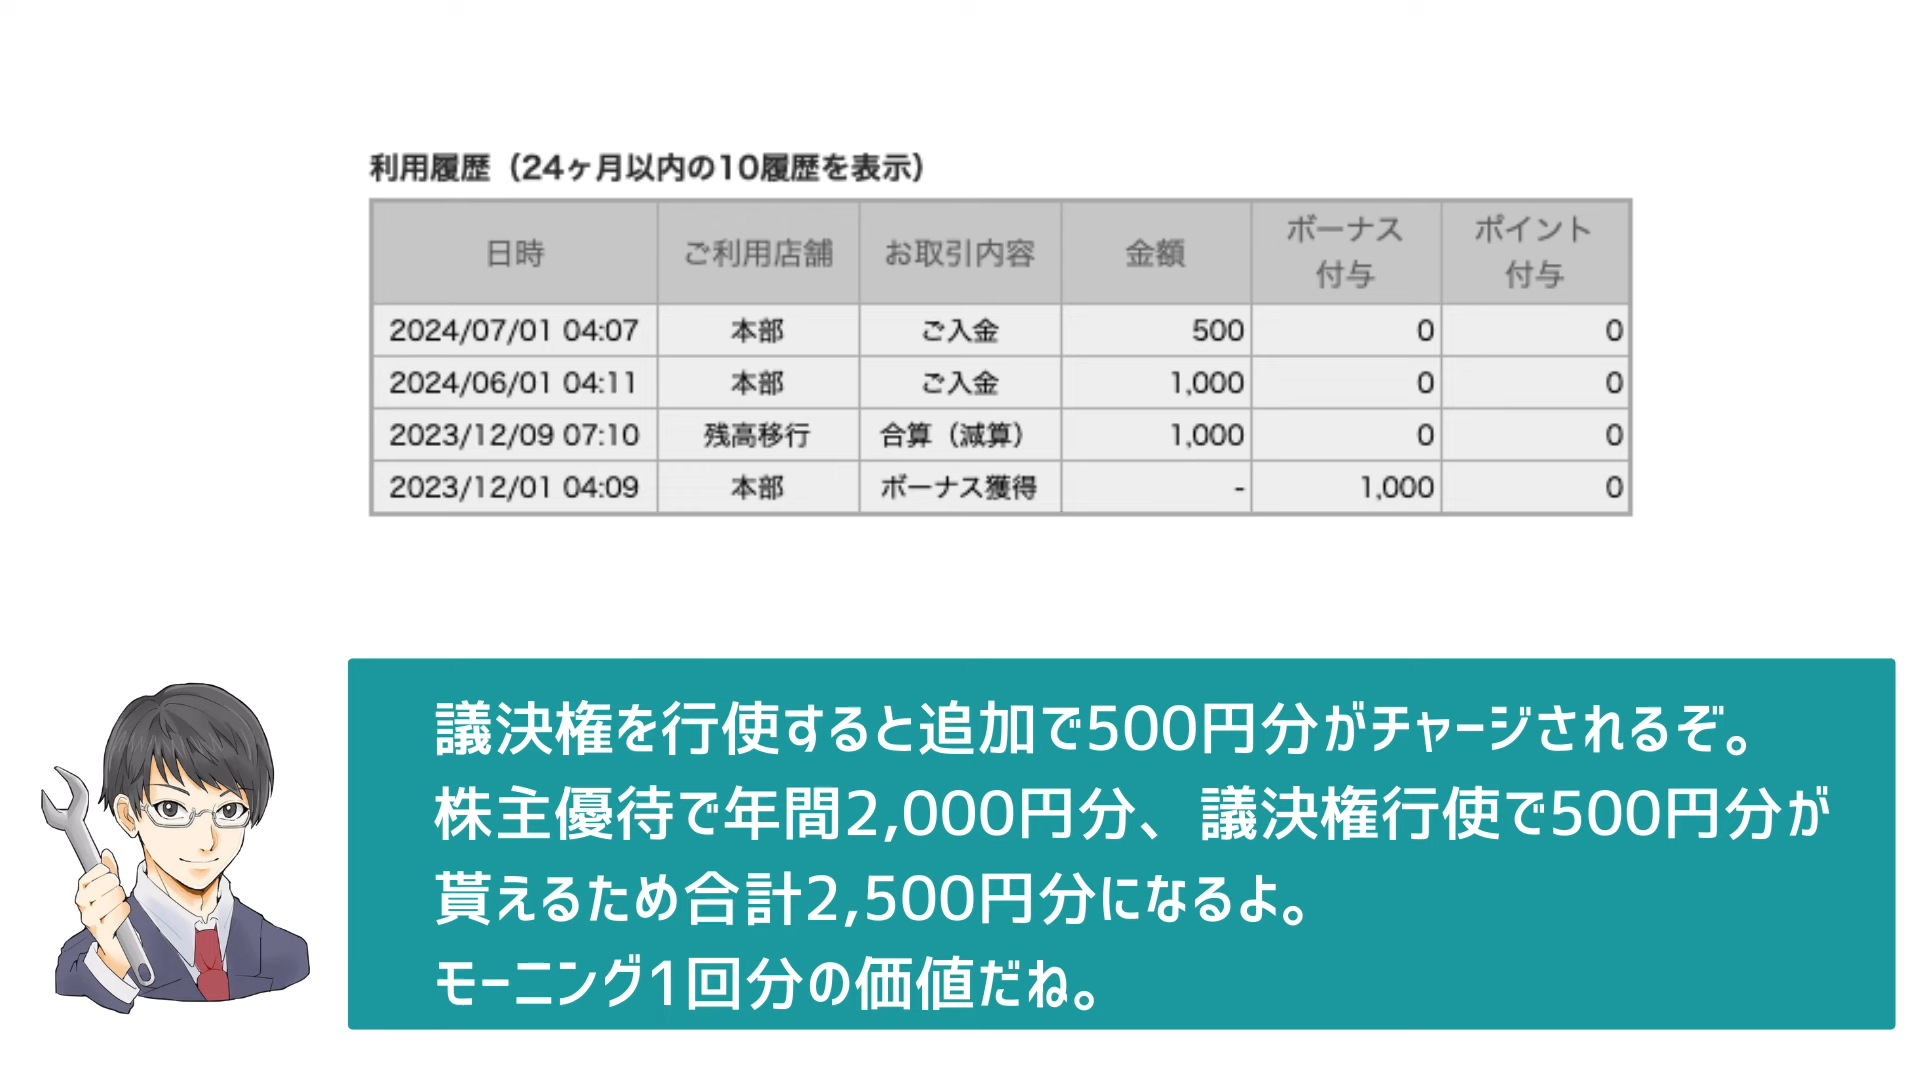 利用履歴（24ヶ月以内の10履歴を表示）
日時 ご利用店舗 お取引内容 金額 ボーナス付与 ポイント付与
2024/07/01 04:07 本部 ご入金 500 0 0
2024/06/01 04:11 本部 ご入金 1,000 0 0
2023/12/09 07:10 残高移行 合算（減算） 1,000 0 0
2023/12/01 04:09 本部 ボーナス獲得 - 1,000 0
議決権を行使すると追加で500円分がチャージされるぞ。
株主優待で年間2,000円分、議決権行使で500円分が
貰えるため合計2,500円分になるよ。
モーニング1回分の価値だね。